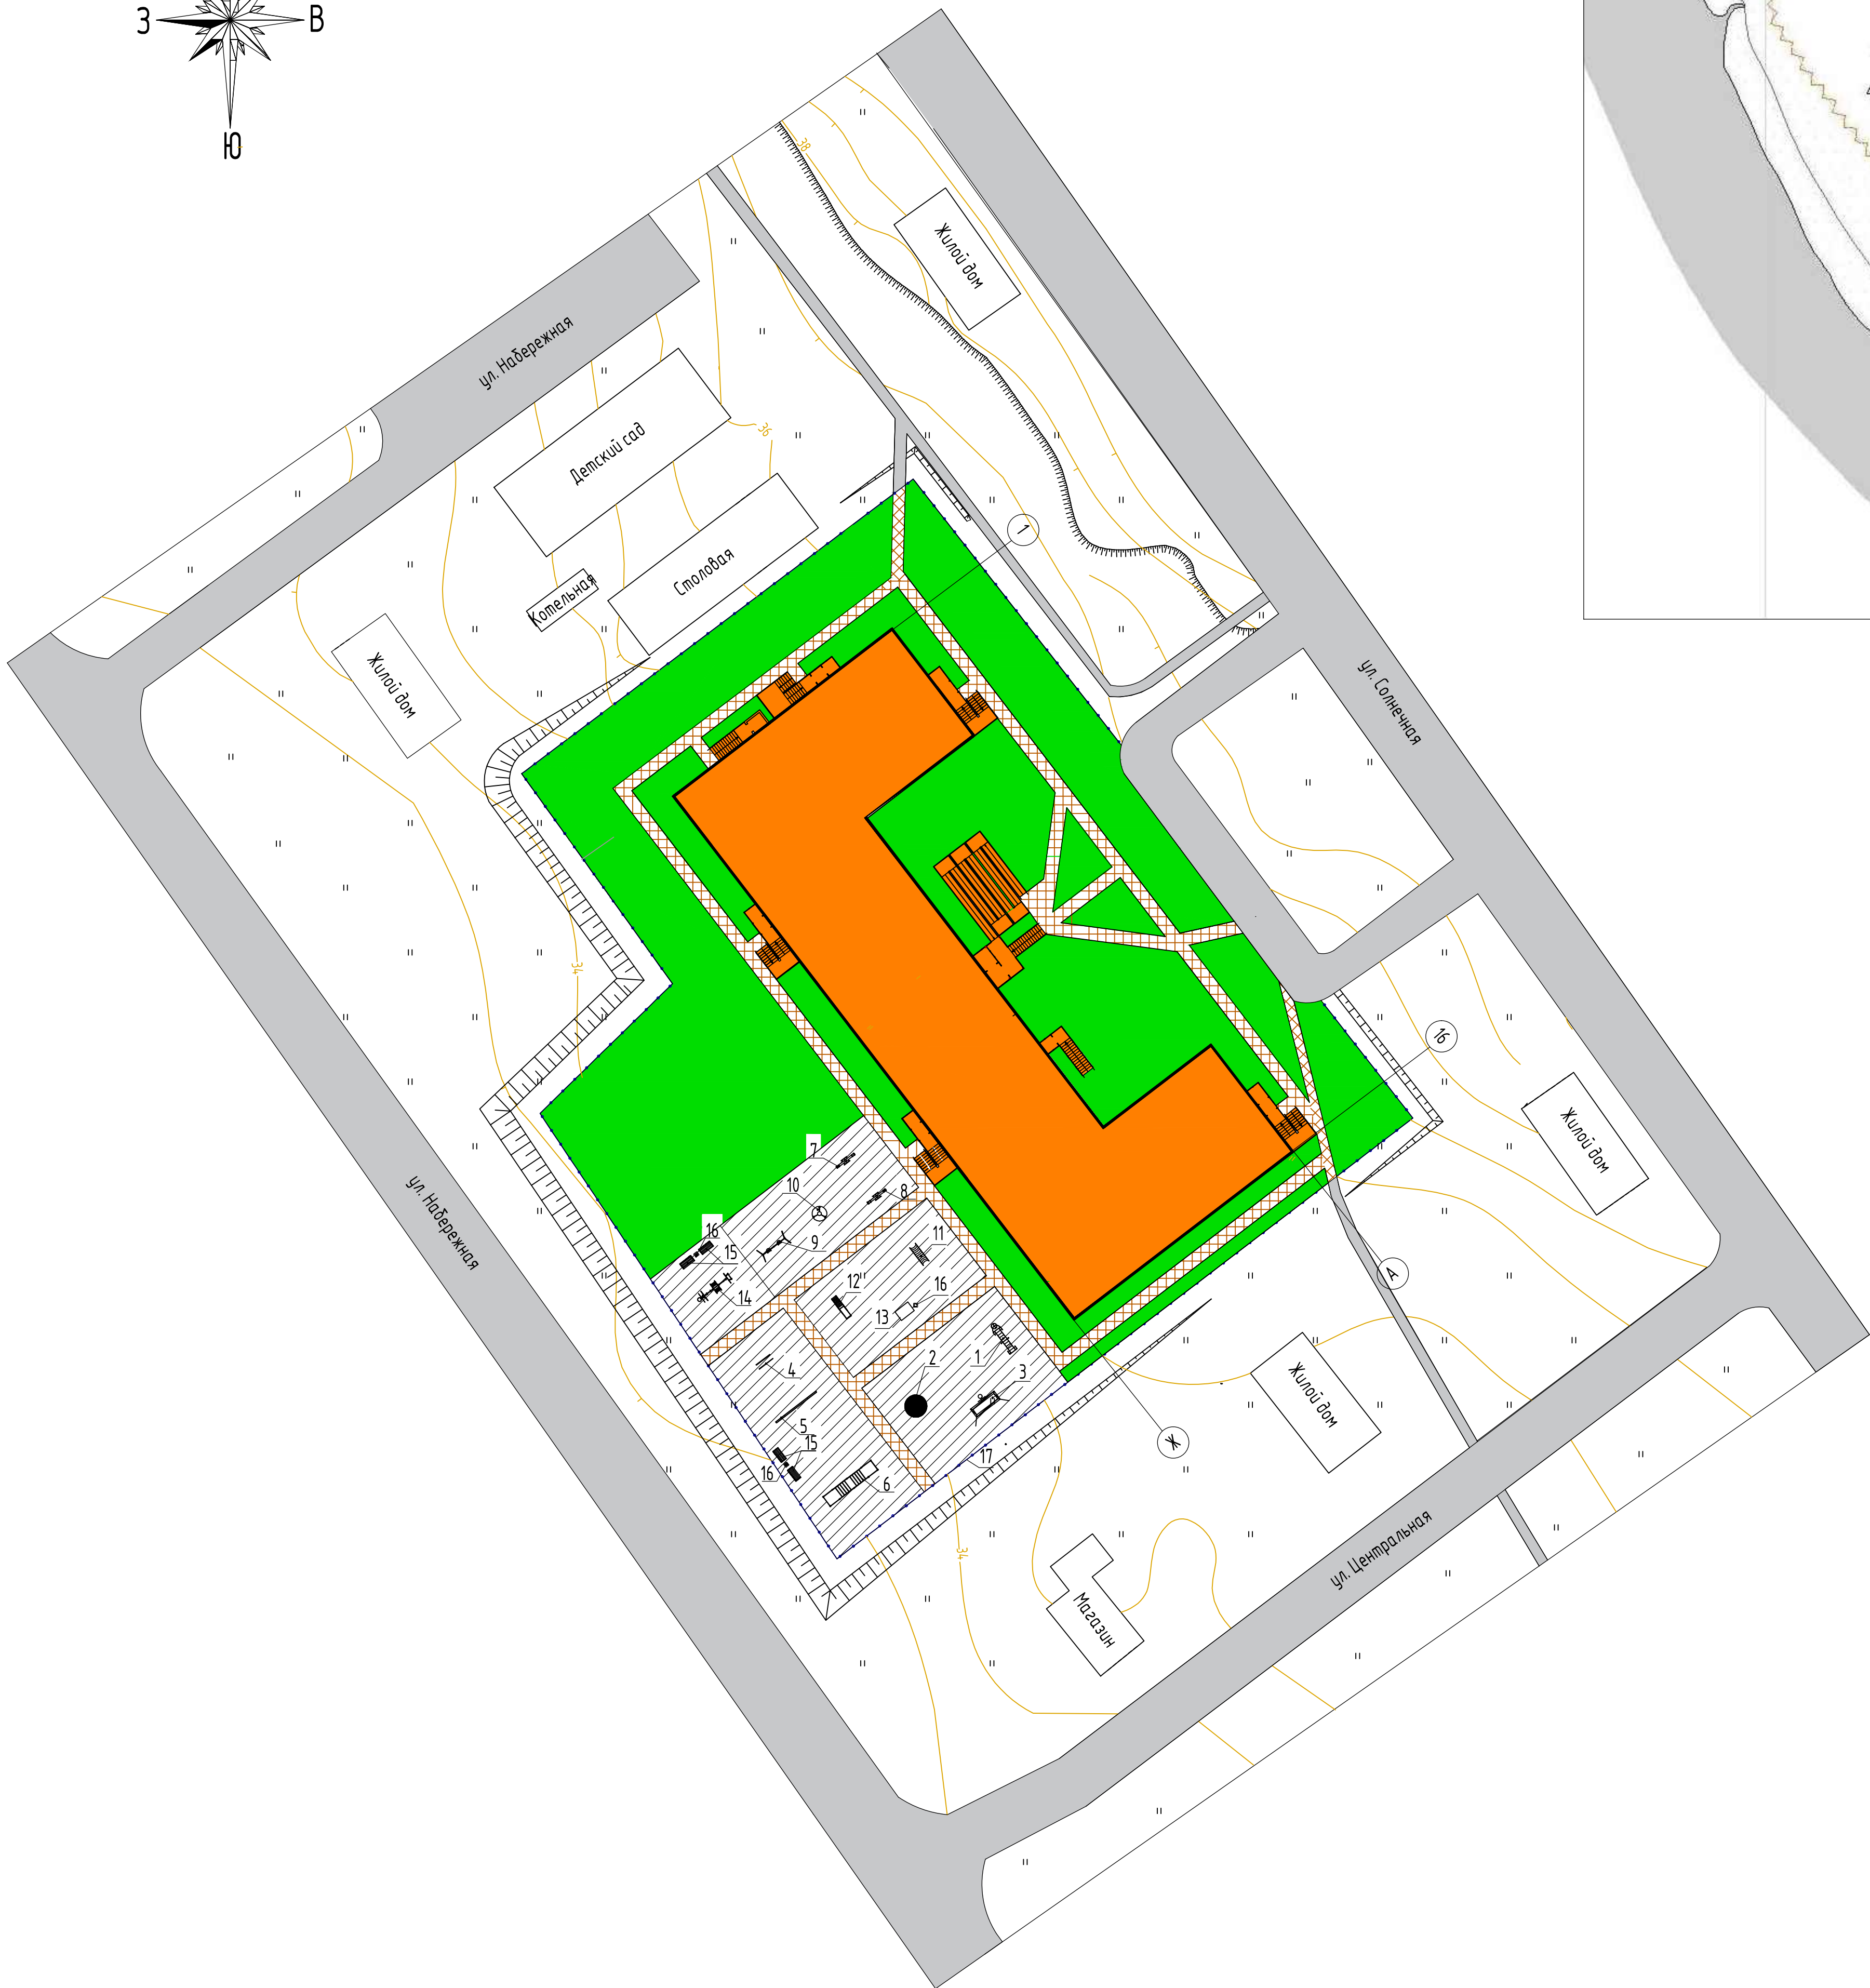 З
В
Ю
38
Жилой дом
ул. Набережная
36
Детский сад
Столовая
Котельная
1
Жилой дом
ул. Солнечная
34
16
Жилой дом
7
10
8
ул. Набережная
16
15
9
11
12
16
14
13
А
4
2
1
3
5
15
16
6
17
Ж
Жилой дом
34
ул. Центральная
Магазин